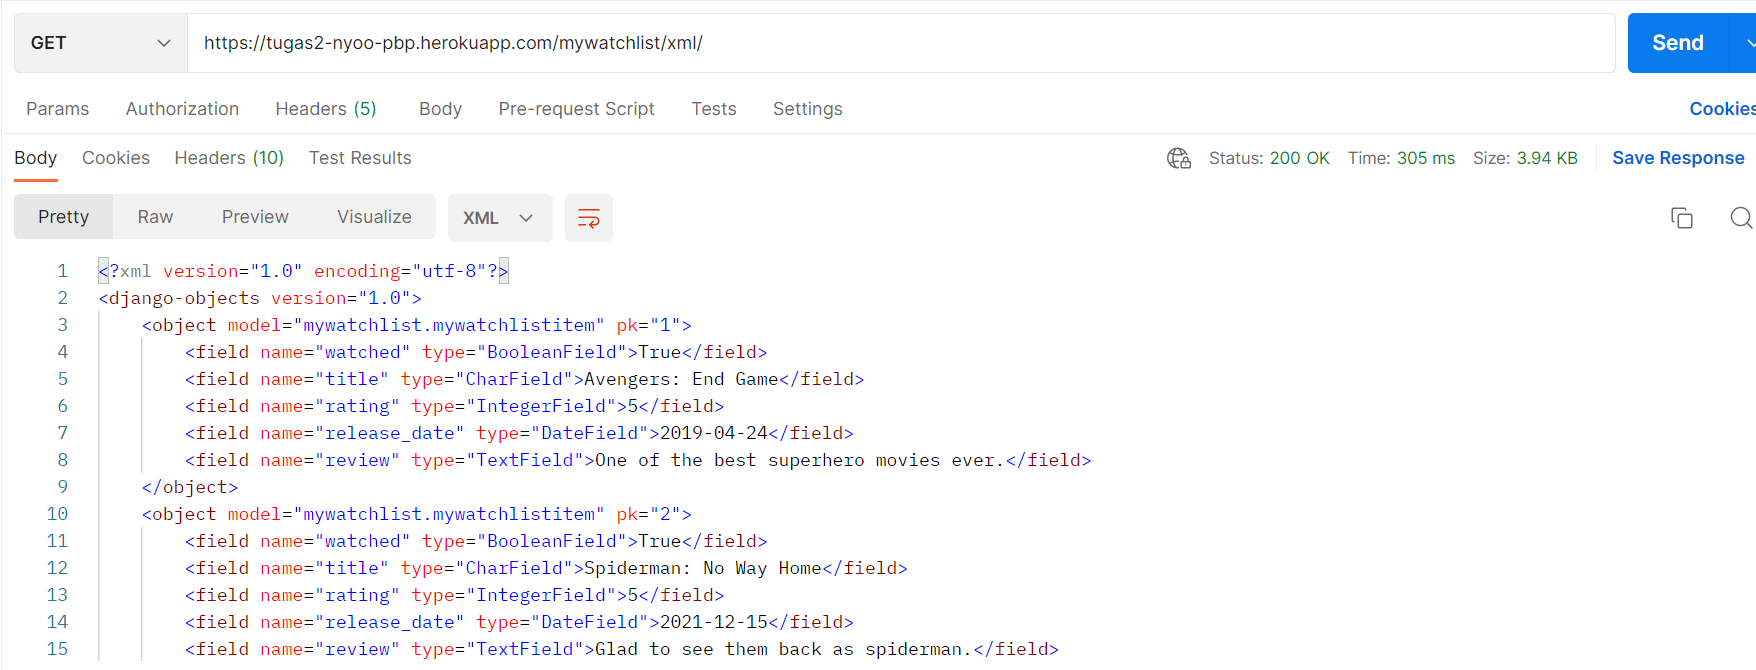 GET https://tugas2-nyoo-pbp.herokuapp.com/mywatchlist/xml/ Send
Params Authorization Headers (5) Body Pre-request Script Tests Settings Cookies
Body Cookies Headers (10) Test Results Status: 200 OK Time: 305 ms Size: 3.94 KB Save Response
Pretty Raw Preview Visualize XML
1 <?xml version="1.0" encoding="utf-8"?>
2 <django-objects version="1.0">
3 <object model="mywatchlist.mywatchlistitem" pk="1">
4 <field name="watched" type="BooleanField">True</field>
5 <field name="title" type="CharField">Avengers: End Game</field>
6 <field name="rating" type="IntegerField">5</field>
7 <field name="release_date" type="DateField">2019-04-24</field>
8 <field name="review" type="TextField">One of the best superhero movies ever.</field>
9 </object>
10 <object model="mywatchlist.mywatchlistitem" pk="2">
11 <field name="watched" type="BooleanField">True</field>
12 <field name="title" type="CharField">Spiderman: No Way Home</field>
13 <field name="rating" type="IntegerField">5</field>
14 <field name="release_date" type="DateField">2021-12-15</field>
15 <field name="review" type="TextField">Glad to see them back as spiderman.</field>